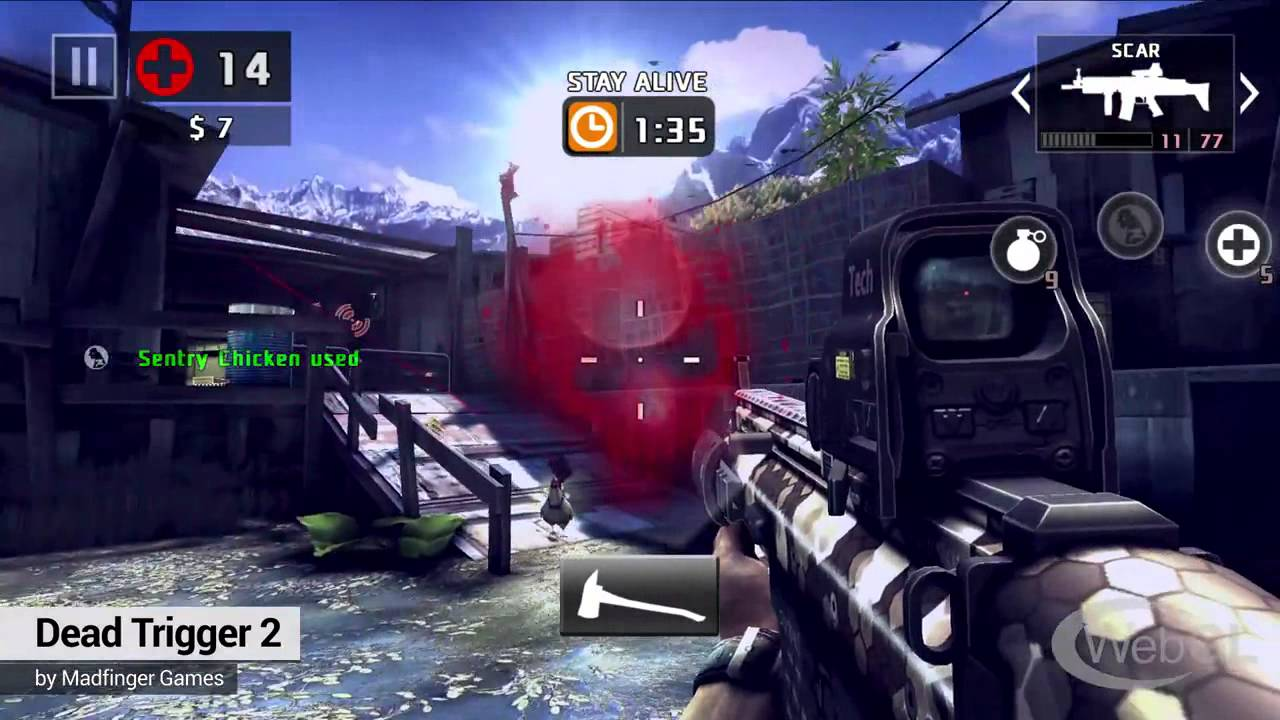 14
$ 7
STAY ALIVE
1:35
SCAR
11 77
9
5
Tech
Sentry Chicken used
Dead Trigger 2
by Madfinger Games
WebGL